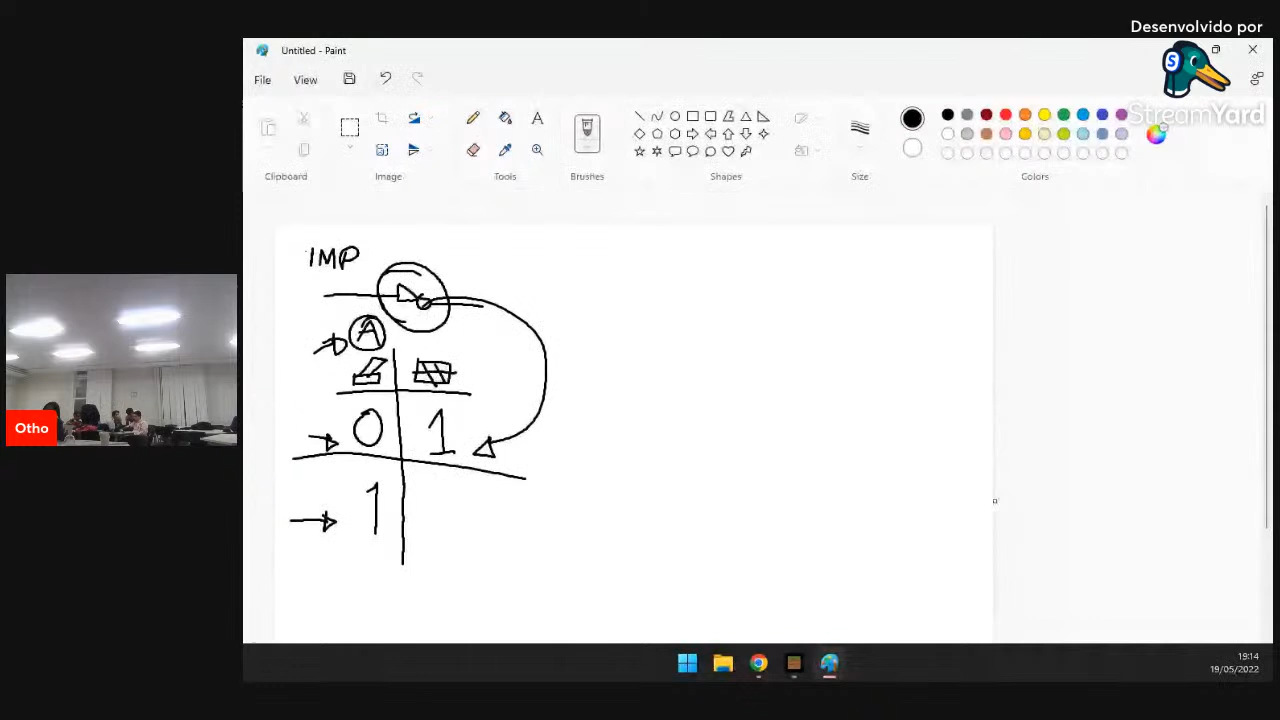 Desenvolvido por
StreamYard
Untitled - Paint
File View
Clipboard Image Tools Brushes Shapes Size Colors
IMP
A
0 1
1
Otho
19:14
19/05/2022